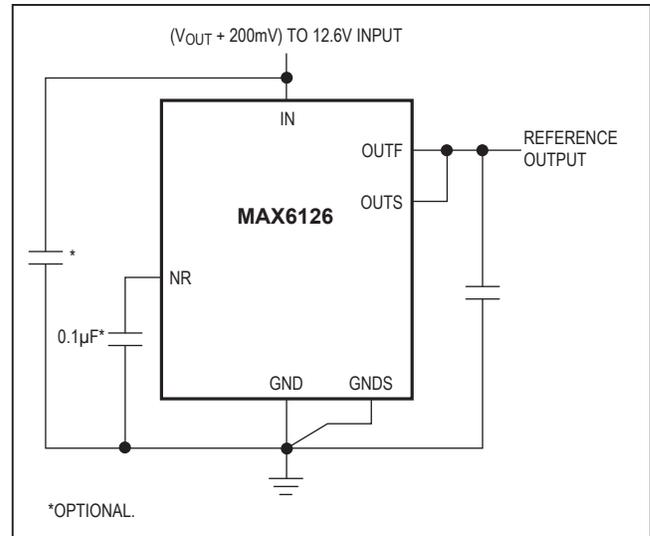 (VOUT + 200mV) TO 12.6V INPUT
IN
OUTF
REFERENCE
OUTPUT
OUTS
MAX6126
*
NR
0.1µF*
GND
GNDS
*OPTIONAL.